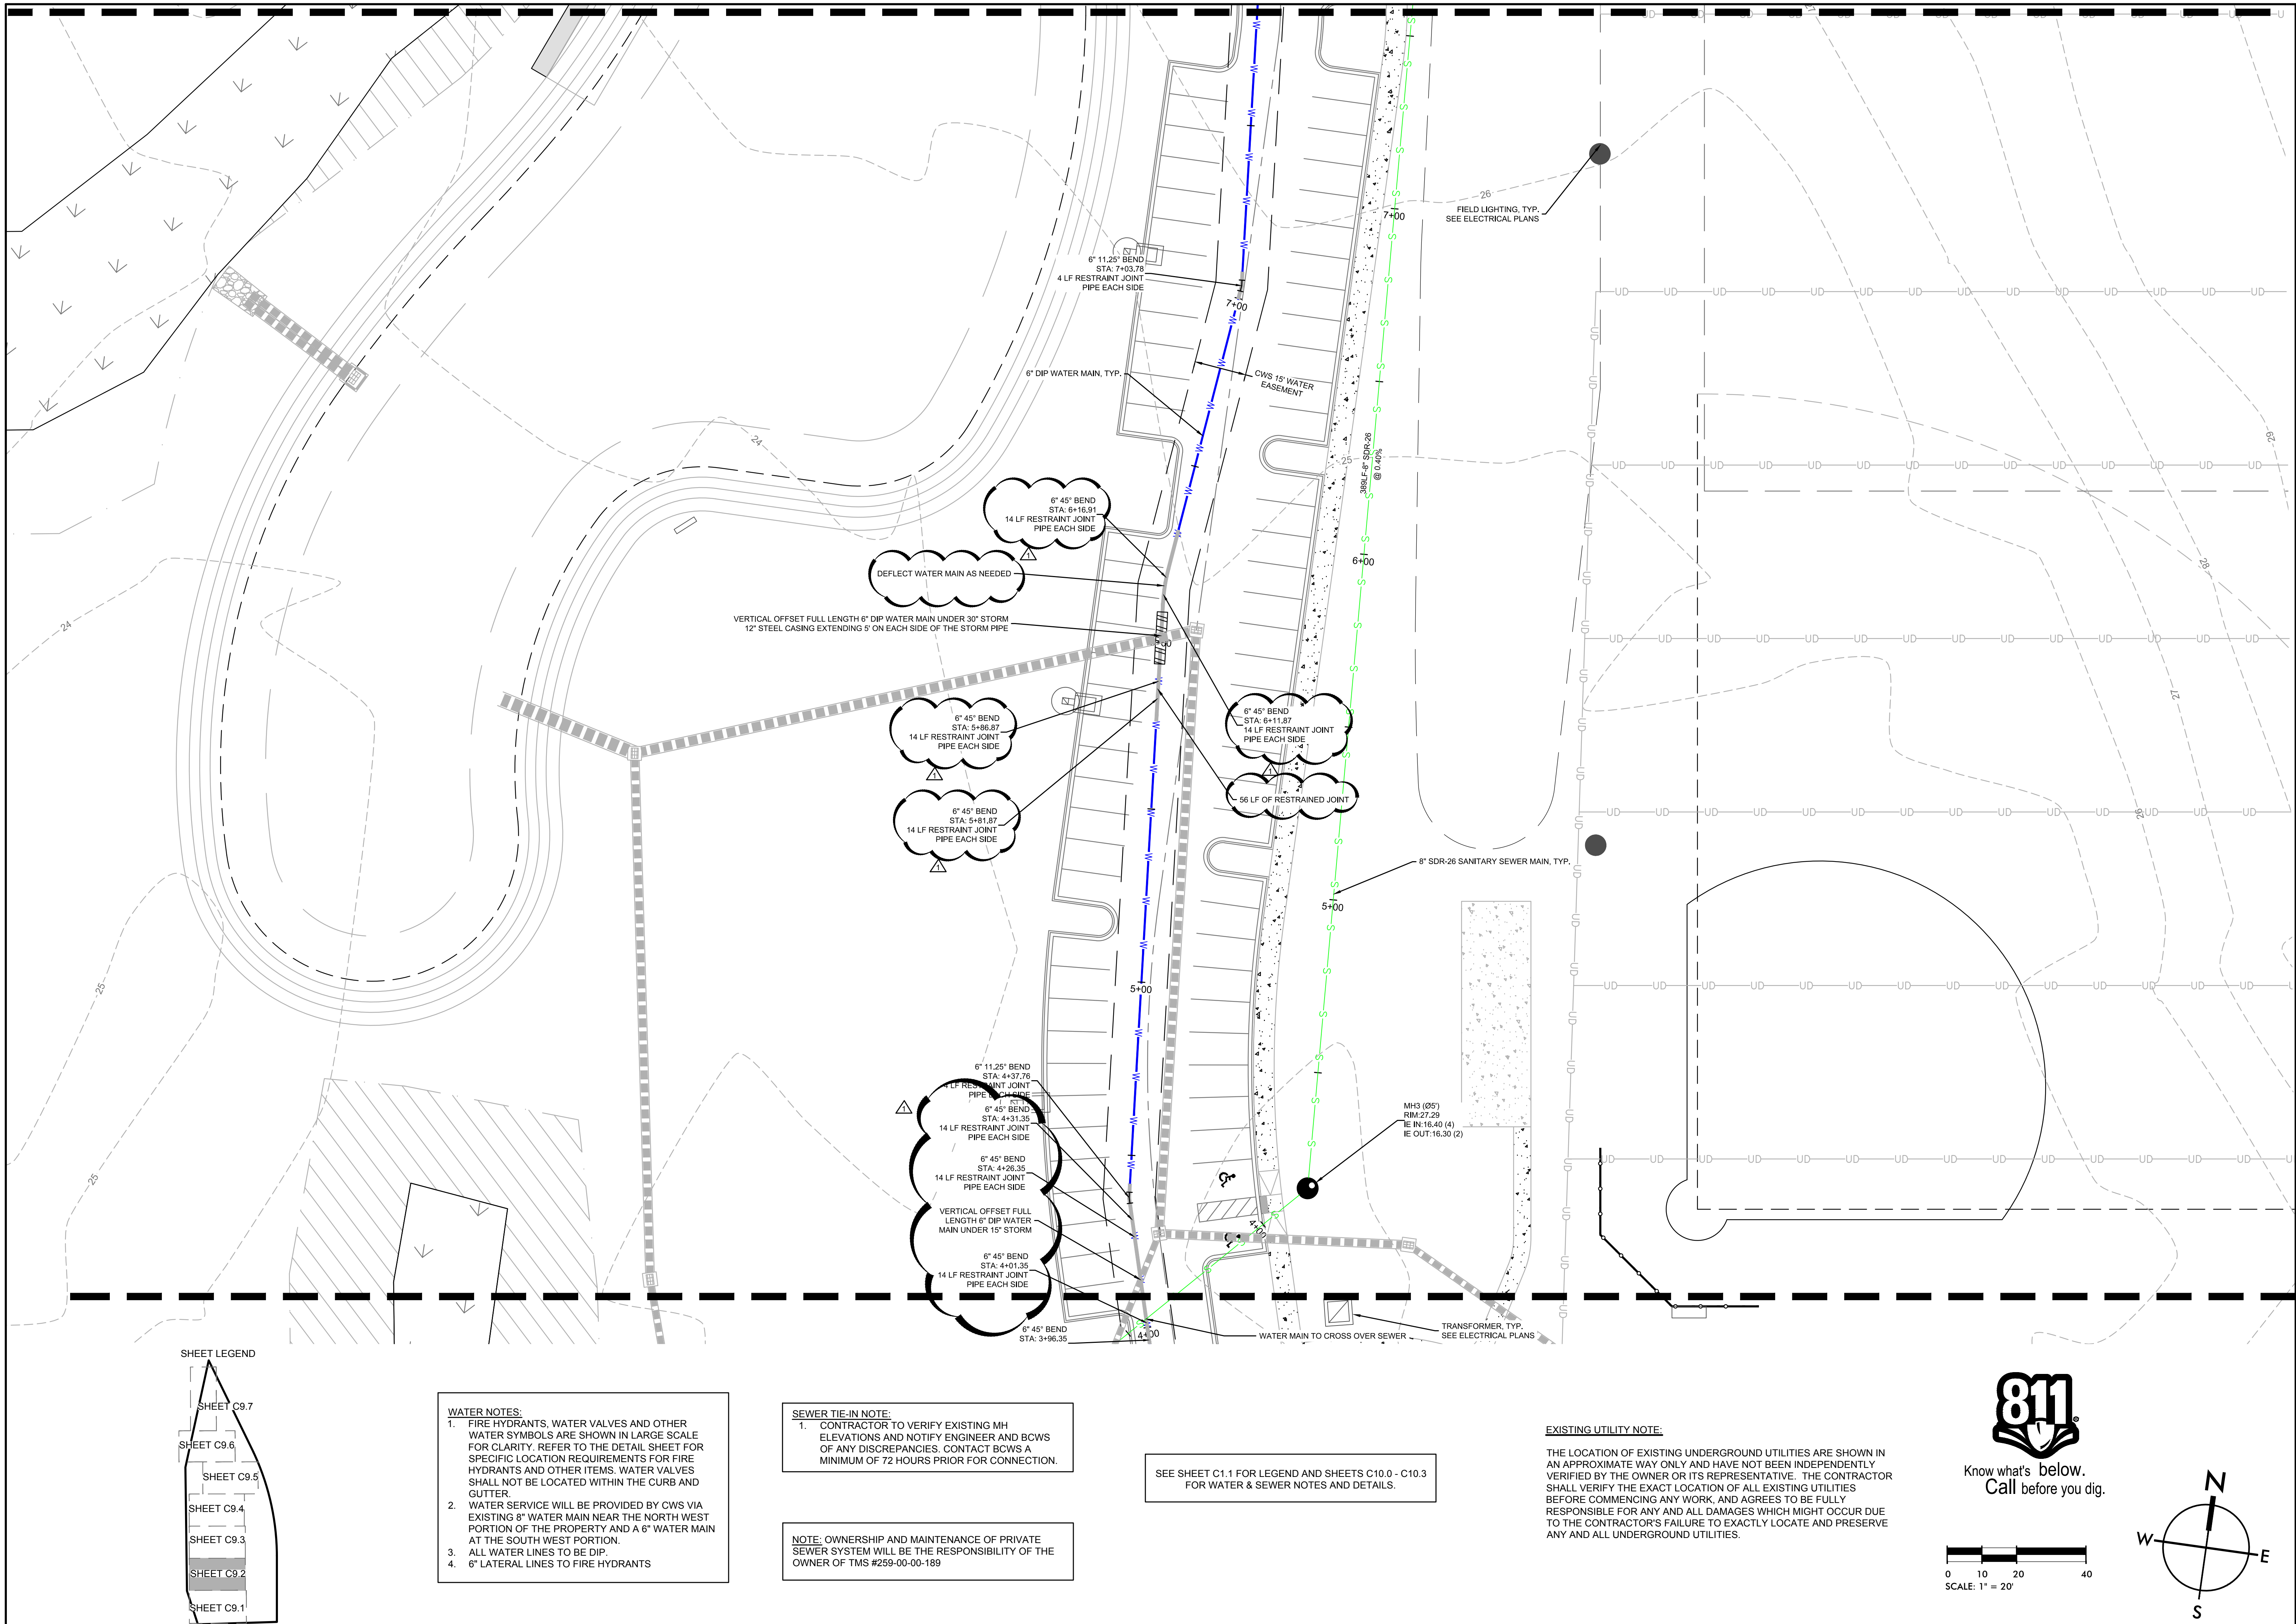 26
27
7+00
FIELD LIGHTING, TYP.
SEE ELECTRICAL PLANS
6" 11.25° BEND
STA: 7+03.78
4 LF RESTRAINT JOINT
PIPE EACH SIDE
7+00
6" DIP WATER MAIN, TYP.
CWS 15' WATER
EASEMENT
24
25
29
389LF-8" SDR-26
@ 0.40%
6" 45° BEND
STA: 6+16.91
14 LF RESTRAINT JOINT
PIPE EACH SIDE
1
DEFLECT WATER MAIN AS NEEDED
6+00
28
VERTICAL OFFSET FULL LENGTH 6" DIP WATER MAIN UNDER 30" STORM
12" STEEL CASING EXTENDING 5' ON EACH SIDE OF THE STORM PIPE
24
27
6" 45° BEND
STA: 5+86.87
14 LF RESTRAINT JOINT
PIPE EACH SIDE
1
6" 45° BEND
STA: 6+11.87
14 LF RESTRAINT JOINT
PIPE EACH SIDE
1
56 LF OF RESTRAINED JOINT
6" 45° BEND
STA: 5+81.87
14 LF RESTRAINT JOINT
PIPE EACH SIDE
1
26
8" SDR-26 SANITARY SEWER MAIN, TYP.
5+00
25
5+00
6" 11.25° BEND
STA: 4+37.76
4 LF RESTRAINT JOINT
PIPE EACH SIDE
1
6" 45° BEND
STA: 4+31.35
14 LF RESTRAINT JOINT
PIPE EACH SIDE
6" 45° BEND
STA: 4+26.35
14 LF RESTRAINT JOINT
PIPE EACH SIDE
VERTICAL OFFSET FULL
LENGTH 6" DIP WATER
MAIN UNDER 15" STORM
6" 45° BEND
STA: 4+01.35
14 LF RESTRAINT JOINT
PIPE EACH SIDE
6" 45° BEND
STA: 3+96.35
4+00
4+00
25
MH3 (Ø5')
RIM:27.29
IE IN:16.40 (4)
IE OUT:16.30 (2)
WATER MAIN TO CROSS OVER SEWER
TRANSFORMER, TYP.
SEE ELECTRICAL PLANS
SHEET LEGEND
SHEET C9.7
SHEET C9.6
SHEET C9.5
SHEET C9.4
SHEET C9.3
SHEET C9.2
SHEET C9.1
WATER NOTES:
1. FIRE HYDRANTS, WATER VALVES AND OTHER
WATER SYMBOLS ARE SHOWN IN LARGE SCALE
FOR CLARITY. REFER TO THE DETAIL SHEET FOR
SPECIFIC LOCATION REQUIREMENTS FOR FIRE
HYDRANTS AND OTHER ITEMS. WATER VALVES
SHALL NOT BE LOCATED WITHIN THE CURB AND
GUTTER.
2. WATER SERVICE WILL BE PROVIDED BY CWS VIA
EXISTING 8" WATER MAIN NEAR THE NORTH WEST
PORTION OF THE PROPERTY AND A 6" WATER MAIN
AT THE SOUTH WEST PORTION.
3. ALL WATER LINES TO BE DIP.
4. 6" LATERAL LINES TO FIRE HYDRANTS
SEWER TIE-IN NOTE:
1. CONTRACTOR TO VERIFY EXISTING MH
ELEVATIONS AND NOTIFY ENGINEER AND BCWS
OF ANY DISCREPANCIES. CONTACT BCWS A
MINIMUM OF 72 HOURS PRIOR FOR CONNECTION.
NOTE: OWNERSHIP AND MAINTENANCE OF PRIVATE
SEWER SYSTEM WILL BE THE RESPONSIBILITY OF THE
OWNER OF TMS #259-00-00-189
SEE SHEET C1.1 FOR LEGEND AND SHEETS C10.0 - C10.3
FOR WATER & SEWER NOTES AND DETAILS.
EXISTING UTILITY NOTE:
THE LOCATION OF EXISTING UNDERGROUND UTILITIES ARE SHOWN IN
AN APPROXIMATE WAY ONLY AND HAVE NOT BEEN INDEPENDENTLY
VERIFIED BY THE OWNER OR ITS REPRESENTATIVE. THE CONTRACTOR
SHALL VERIFY THE EXACT LOCATION OF ALL EXISTING UTILITIES
BEFORE COMMENCING ANY WORK, AND AGREES TO BE FULLY
RESPONSIBLE FOR ANY AND ALL DAMAGES WHICH MIGHT OCCUR DUE
TO THE CONTRACTOR'S FAILURE TO EXACTLY LOCATE AND PRESERVE
ANY AND ALL UNDERGROUND UTILITIES.
811
Know what's below.
Call before you dig.
0 10 20 40
SCALE: 1" = 20'
N
W
E
S